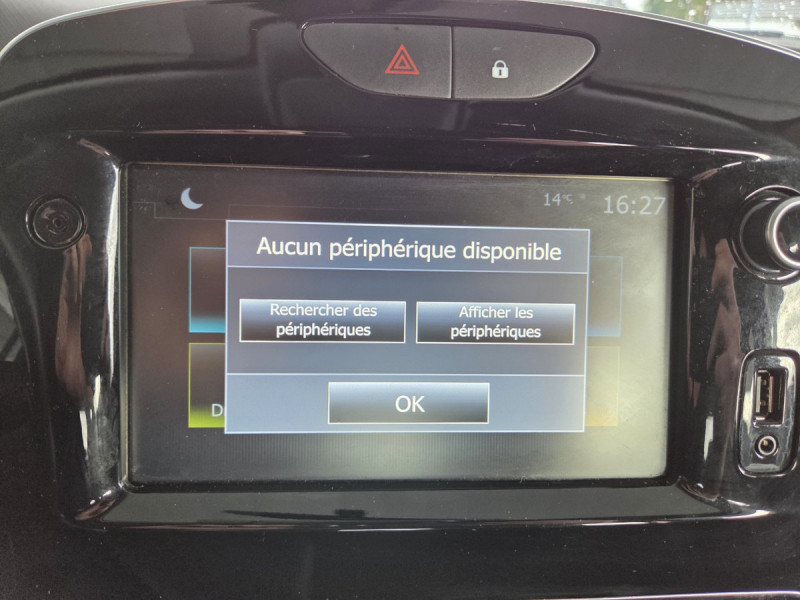 14°C 16:27
Aucun périphérique disponible
Rechercher des
périphériques
Afficher les
périphériques
OK